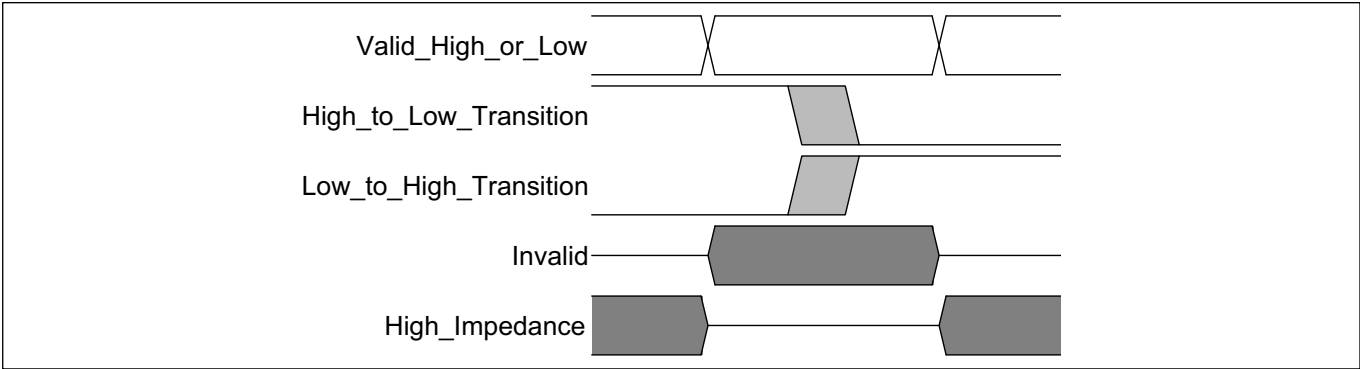 Valid_High_or_Low
High_to_Low_Transition
Low_to_High_Transition
Invalid
High_Impedance